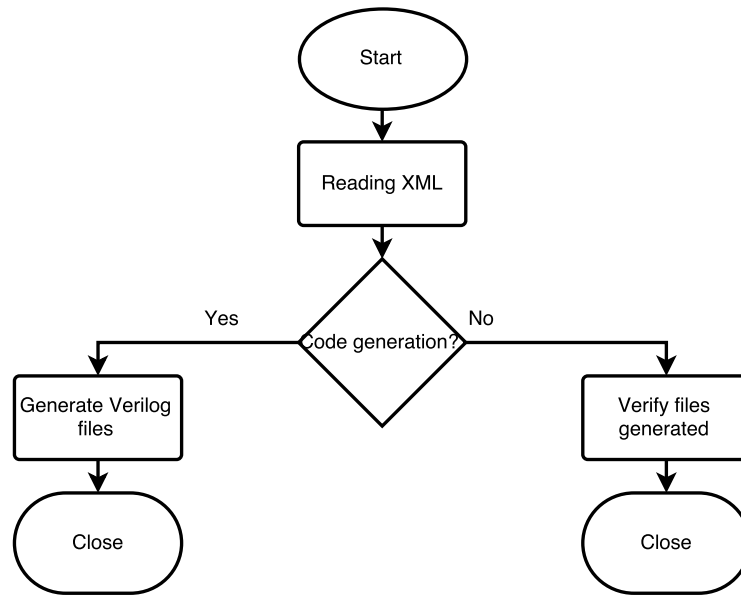 Start
Reading XML
Yes
No
Code generation?
Generate Verilog
files
Verify files
generated
Close
Close